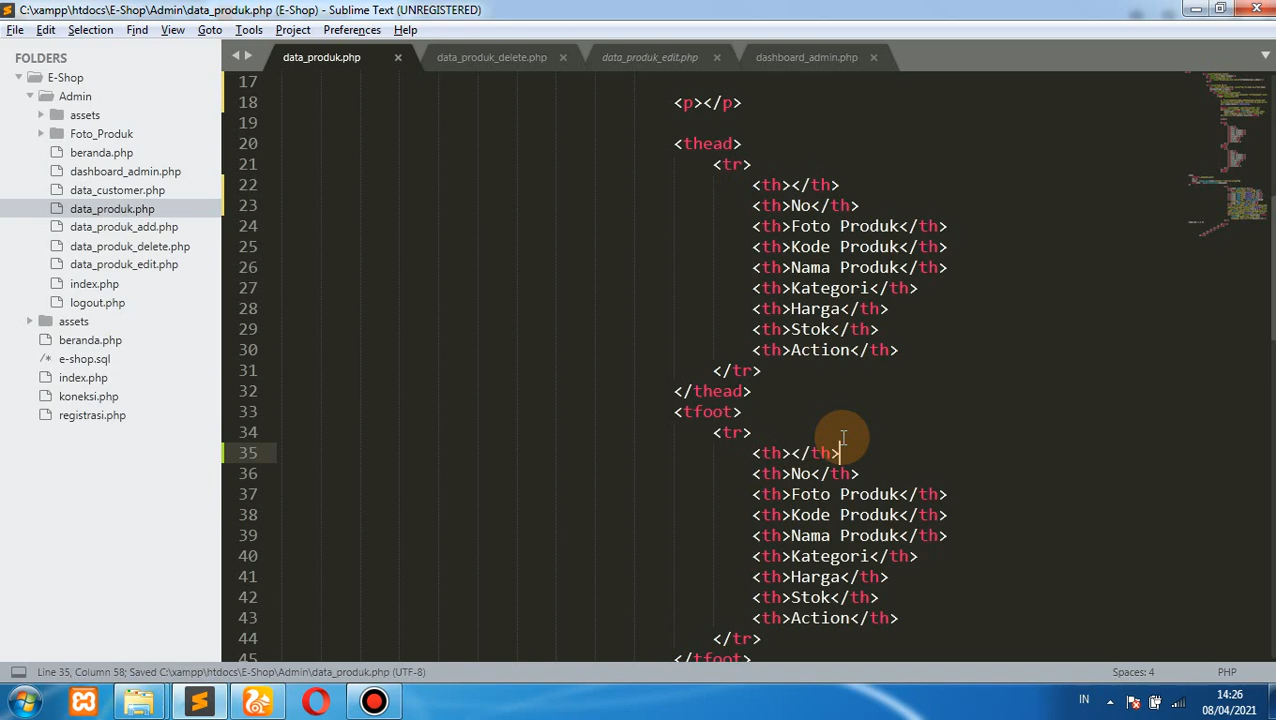 C:\xampp\htdocs\E-Shop\Admin\data_produk.php (E-Shop) - Sublime Text (UNREGISTERED)
File Edit Selection Find View Goto Tools Project Preferences Help
FOLDERS
E-Shop
Admin
assets
Foto_Produk
beranda.php
dashboard_admin.php
data_customer.php
data_produk.php
data_produk_add.php
data_produk_delete.php
data_produk_edit.php
index.php
logout.php
assets
beranda.php
/* e-shop.sql
index.php
koneksi.php
registrasi.php
data_produk.php × data_produk_delete.php × data_produk_edit.php × dashboard_admin.php ×
17
18 <p></p>
19
20 <thead>
21 <tr>
22 <th></th>
23 <th>No</th>
24 <th>Foto Produk</th>
25 <th>Kode Produk</th>
26 <th>Nama Produk</th>
27 <th>Kategori</th>
28 <th>Harga</th>
29 <th>Stok</th>
30 <th>Action</th>
31 </tr>
32 </thead>
33 <tfoot>
34 <tr>
35 <th></th>
36 <th>No</th>
37 <th>Foto Produk</th>
38 <th>Kode Produk</th>
39 <th>Nama Produk</th>
40 <th>Kategori</th>
41 <th>Harga</th>
42 <th>Stok</th>
43 <th>Action</th>
44 </tr>
45 </tfoot>
Line 35, Column 58; Saved C:\xampp\htdocs\E-Shop\Admin\data_produk.php (UTF-8) Spaces: 4 PHP
IN 14:26
08/04/2021